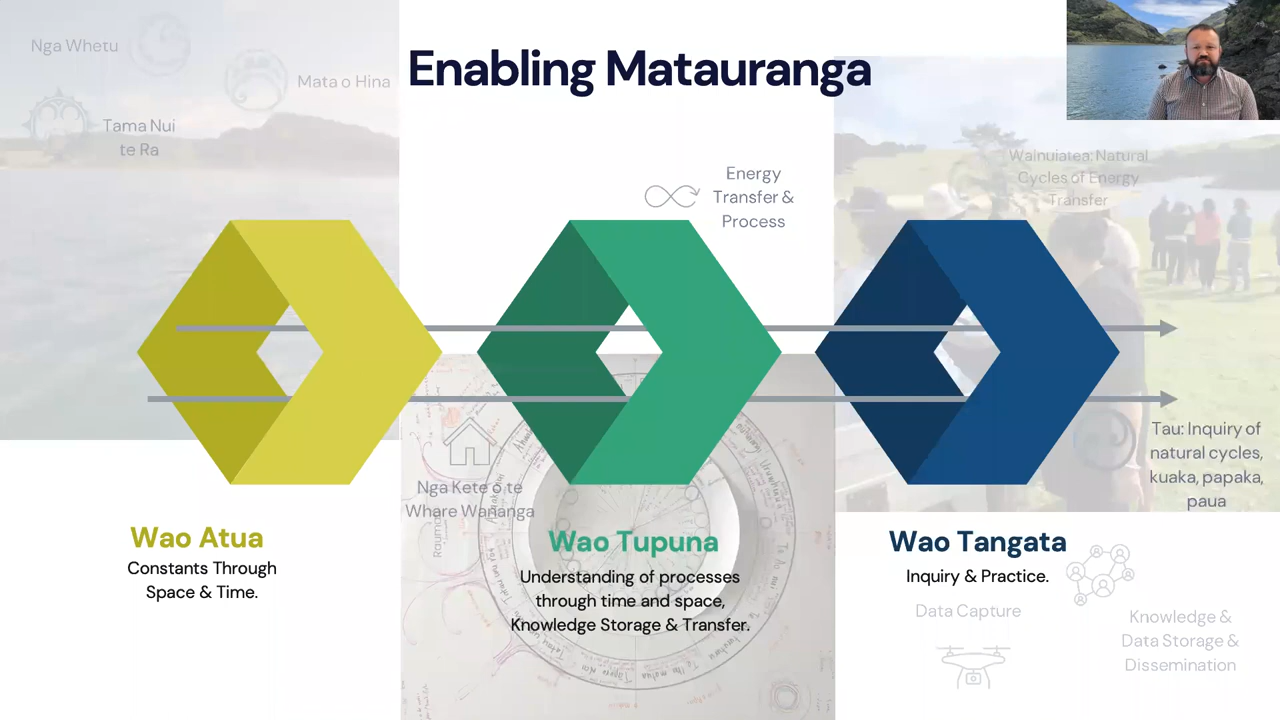 Enabling Matauranga
Nga Whetu
Mata o Hina
Tama Nui
te Ra
Energy
Transfer &
Process
Wainuiatea: Natural
Cycles of Energy
Transfer
Nga Kete o te
Whare Wananga
Tau: Inquiry of
natural cycles,
kuaka, papaka,
paua
Wao Atua
Constants Through
Space & Time.
Wao Tupuna
Understanding of processes
through time and space,
Knowledge Storage & Transfer.
Wao Tangata
Inquiry & Practice.
Data Capture
Knowledge &
Data Storage &
Dissemination